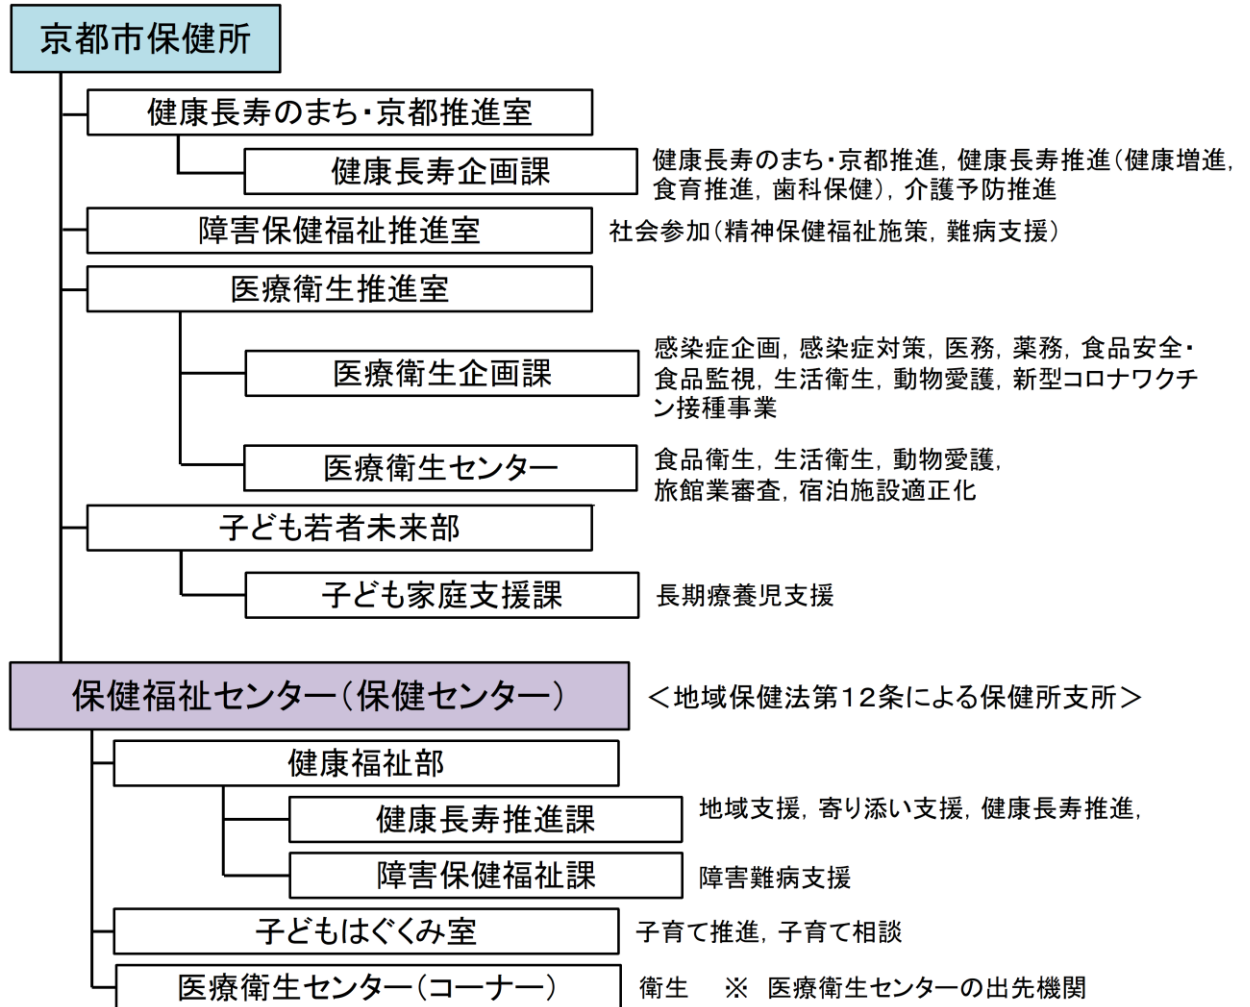 京都市保健所
健康長寿のまち・京都推進室
健康長寿企画課
健康長寿のまち・京都推進, 健康長寿推進(健康増進,
食育推進, 歯科保健), 介護予防推進
障害保健福祉推進室
社会参加(精神保健福祉施策, 難病支援)
医療衛生推進室
医療衛生企画課
感染症企画, 感染症対策, 医務, 薬務, 食品安全・
食品監視, 生活衛生, 動物愛護, 新型コロナワクチ
ン接種事業
医療衛生センター
食品衛生, 生活衛生, 動物愛護,
旅館業審査, 宿泊施設適正化
子ども若者未来部
子ども家庭支援課
長期療養児支援
保健福祉センター(保健センター)
<地域保健法第12条による保健所支所>
健康福祉部
健康長寿推進課
地域支援, 寄り添い支援, 健康長寿推進,
障害保健福祉課
障害難病支援
子どもはぐくみ室
子育て推進, 子育て相談
医療衛生センター(コーナー)
衛生 ※ 医療衛生センターの出先機関